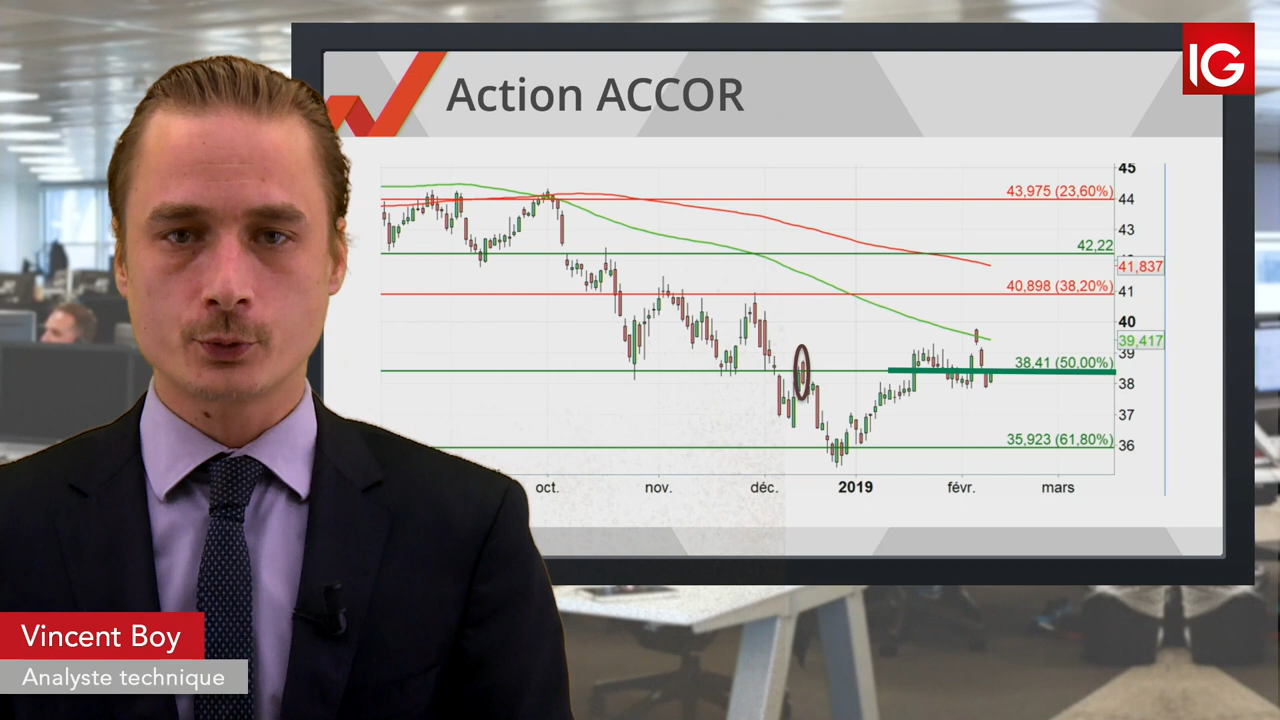 IG
Action ACCOR
45
43,975 (23,60%)
44
43
42,22
41,837
40,898 (38,20%)
41
40
39,417
39
38,41 (50,00%)
38
37
35,923 (61,80%)
36
oct.
nov.
déc.
2019
févr.
mars
Vincent Boy
Analyste technique